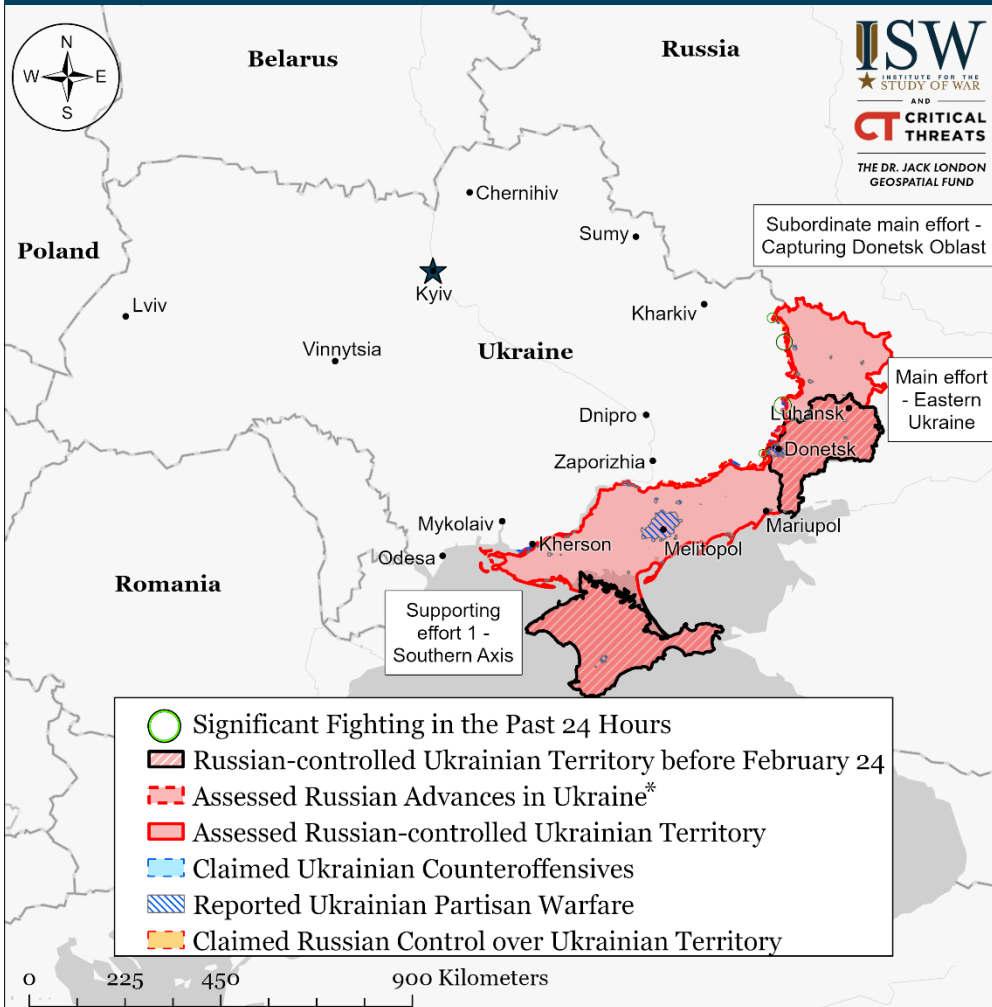 N
W
E
S
Belarus
Russia
ISW
INSTITUTE FOR THE
STUDY OF WAR
AND
CT CRITICAL
THREATS
THE DR. JACK LONDON
GEOSPATIAL FUND
Chernihiv
Sumy
Subordinate main effort -
Capturing Donetsk Oblast
Poland
Kyiv
Lviv
Kharkiv
Vinnytsia
Ukraine
Main effort
- Eastern
Ukraine
Dnipro
Luhansk
Donetsk
Zaporizhia
Mykolaiv
Mariupol
Kherson
Melitopol
Odesa
Romania
Supporting
effort 1 -
Southern Axis
Significant Fighting in the Past 24 Hours
Russian-controlled Ukrainian Territory before February 24
Assessed Russian Advances in Ukraine*
Assessed Russian-controlled Ukrainian Territory
Claimed Ukrainian Counteroffensives
Reported Ukrainian Partisan Warfare
Claimed Russian Control over Ukrainian Territory
0 225 450 900 Kilometers